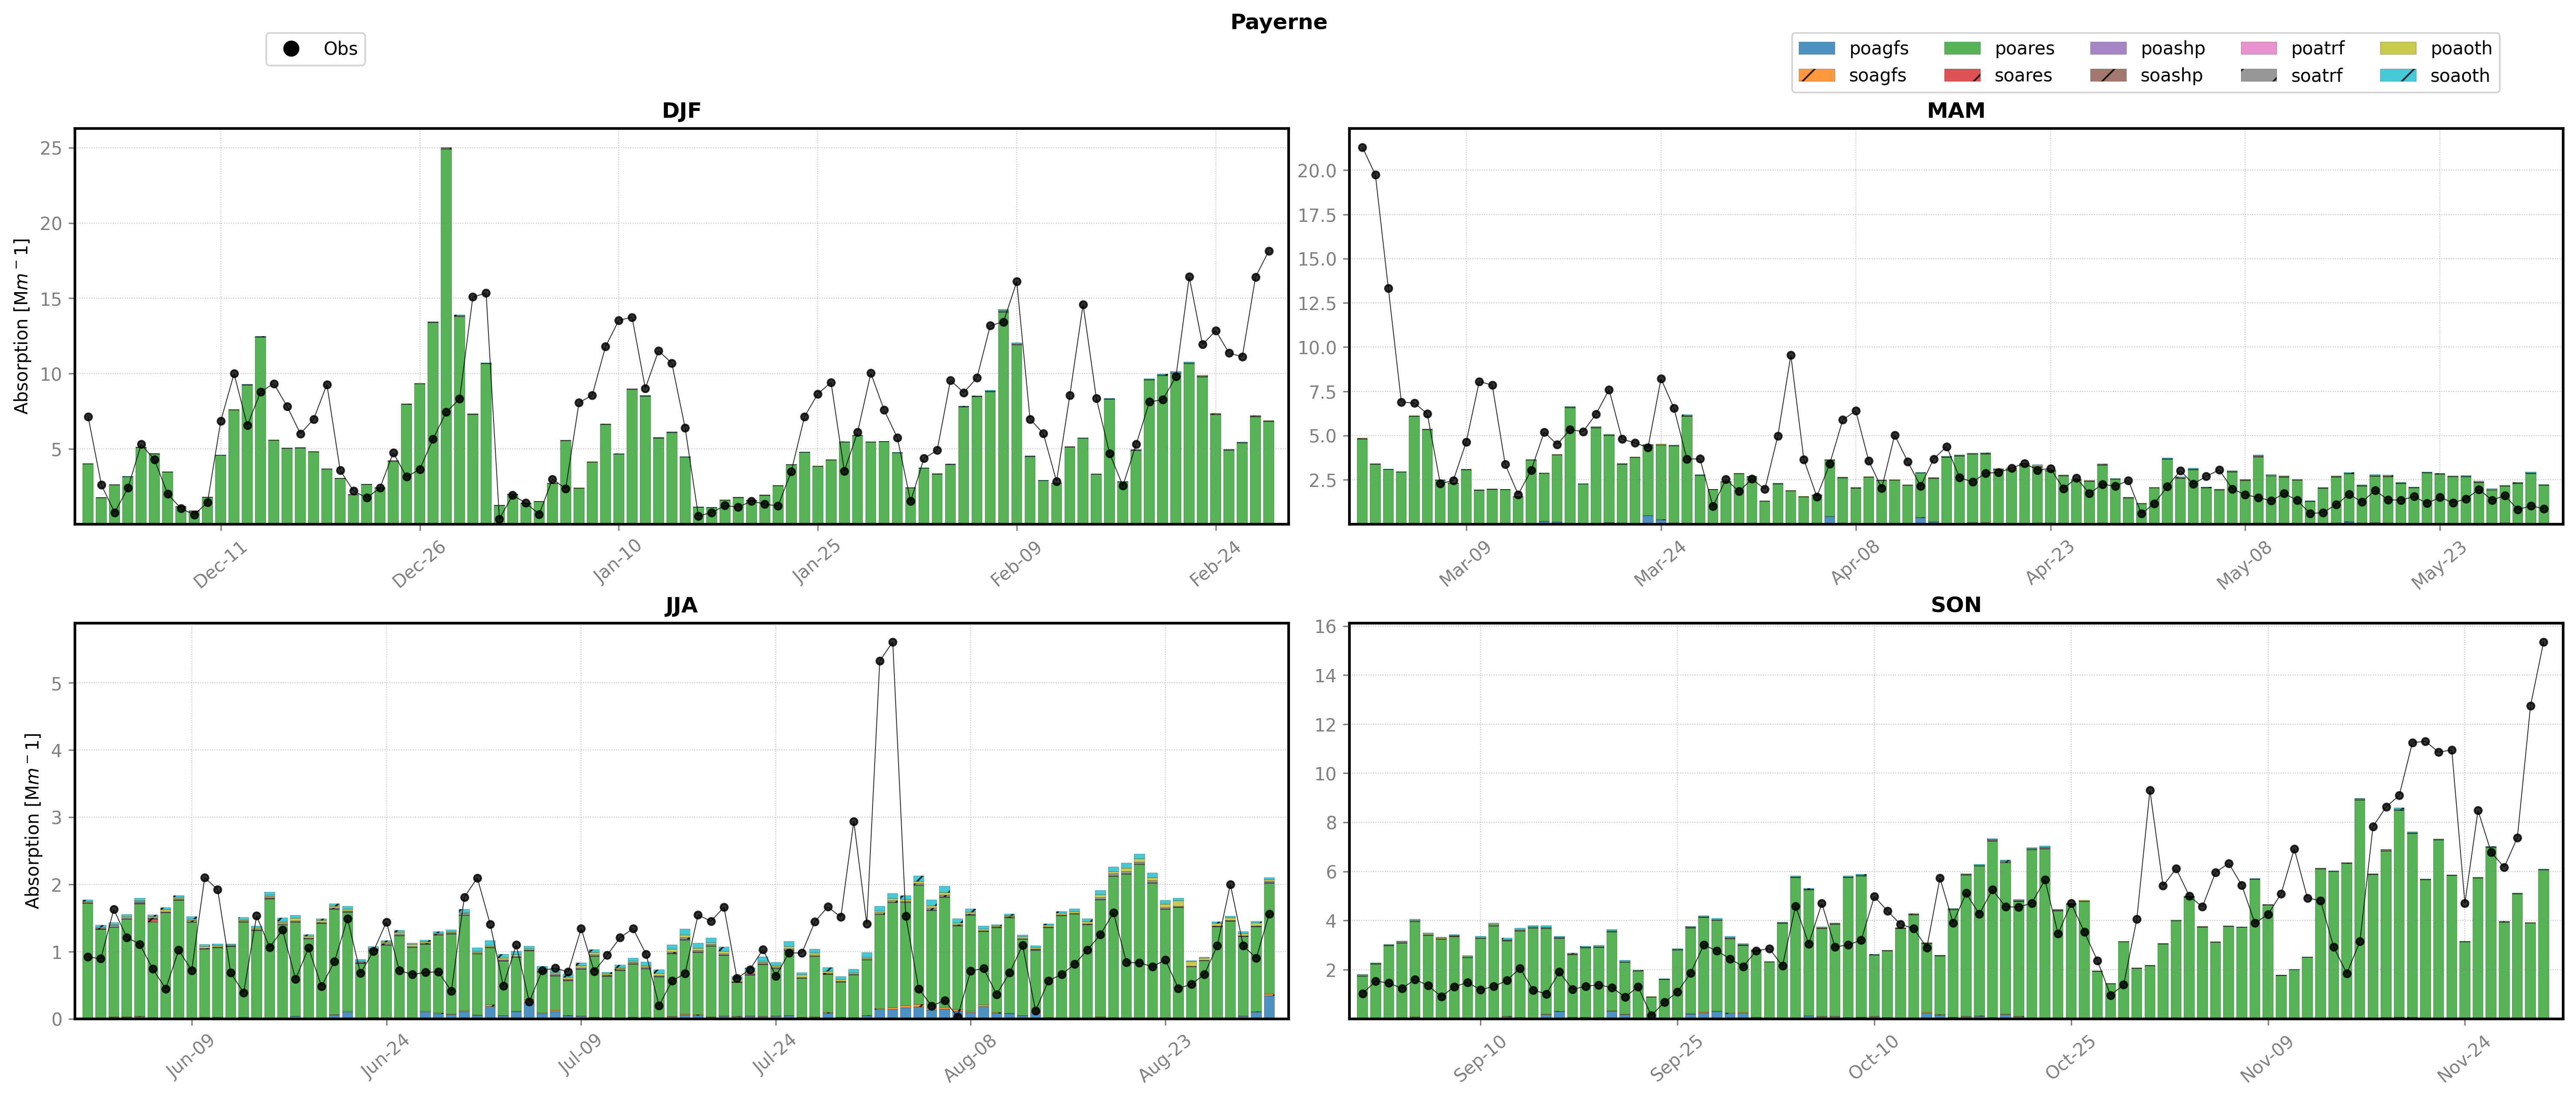 Payerne
Obs
poagfs poares poashp poatrf poaoth
soagfs soares soashp soatrf soaoth
DJF
Absorption [Mm − 1]
25
20
15
10
5
Dec-11 Dec-26 Jan-10 Jan-25 Feb-09 Feb-24
MAM
20.0
17.5
15.0
12.5
10.0
7.5
5.0
2.5
Mar-09 Mar-24 Apr-08 Apr-23 May-08 May-23
JJA
Absorption [Mm − 1]
5
4
3
2
1
0
Jun-09 Jun-24 Jul-09 Jul-24 Aug-08 Aug-23
SON
16
14
12
10
8
6
4
2
Sep-10 Sep-25 Oct-10 Oct-25 Nov-09 Nov-24